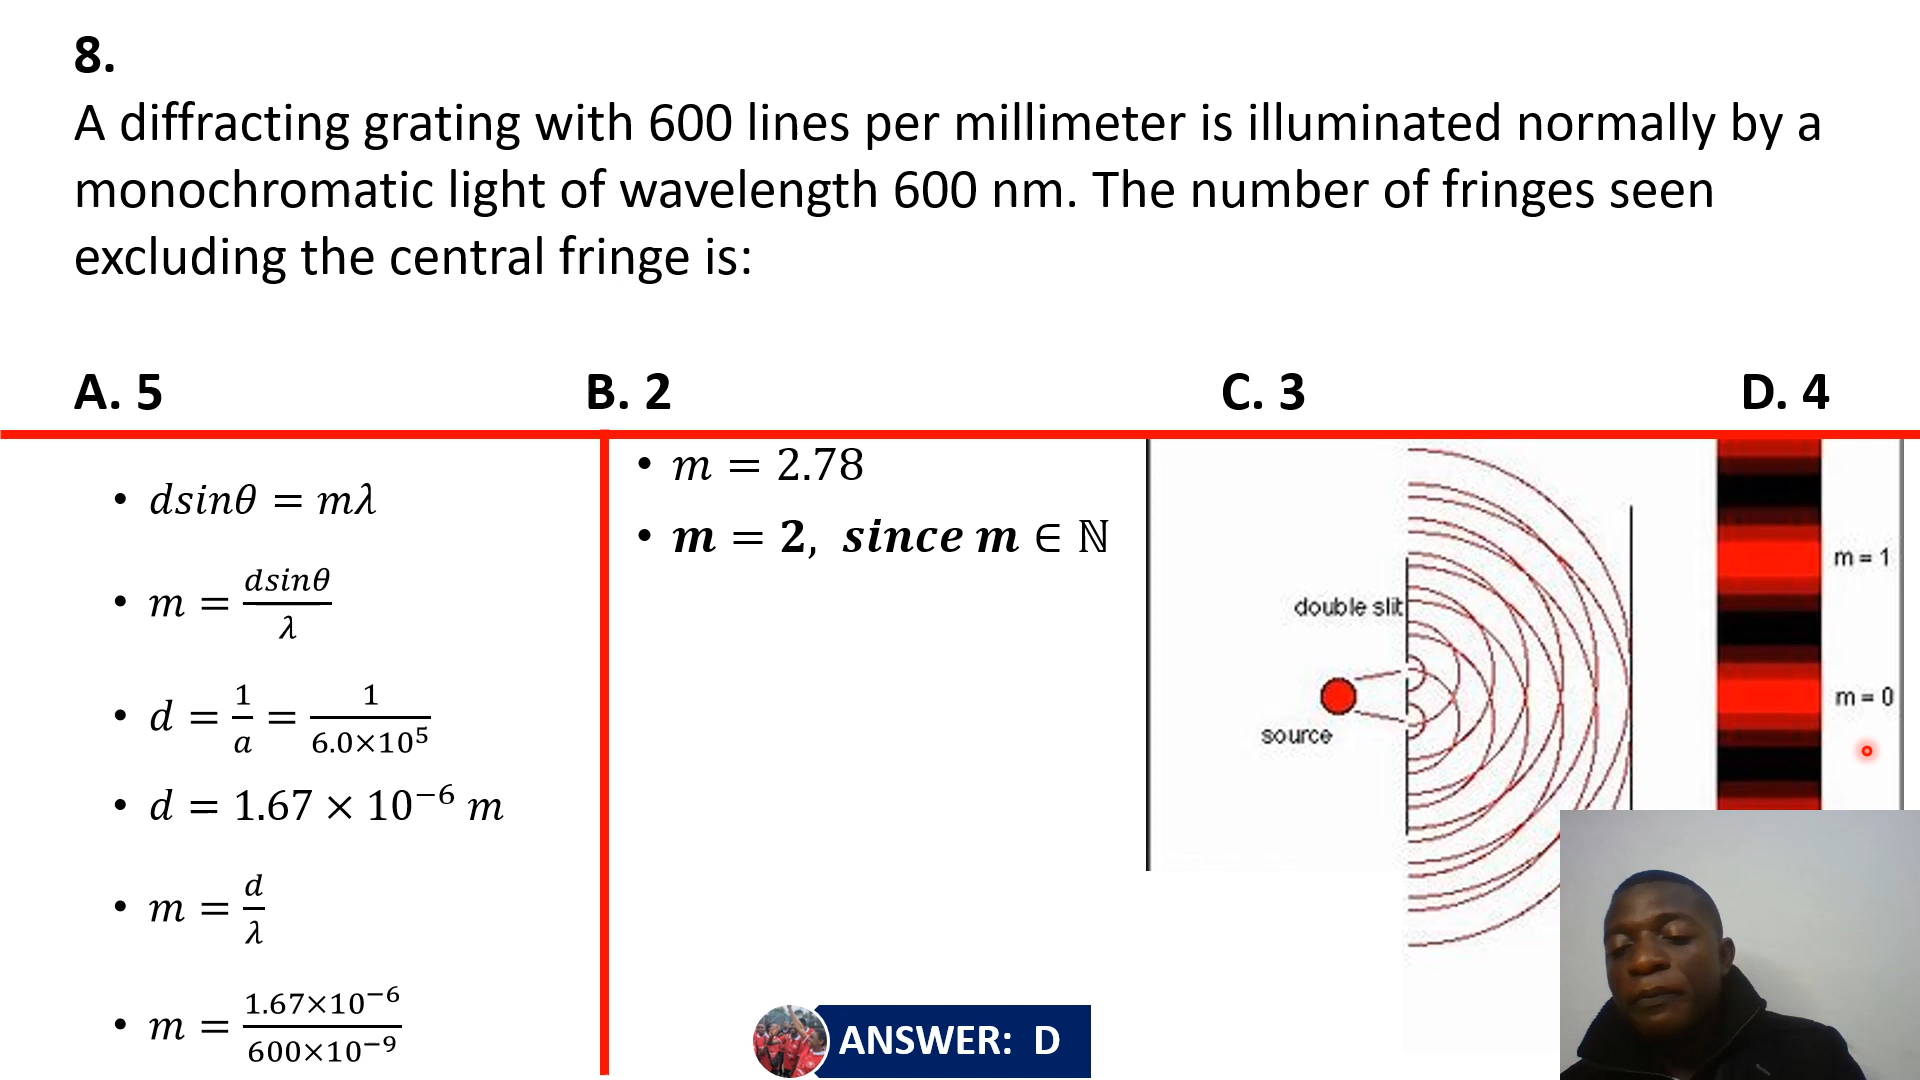 8.
A diffracting grating with 600 lines per millimeter is illuminated normally by a
monochromatic light of wavelength 600 nm. The number of fringes seen
excluding the central fringe is:
A. 5 B. 2 C. 3 D. 4
• dsinθ = mλ
• m = dsinθ/λ
• d = 1/a = 1/6.0×10⁵
• d = 1.67 × 10⁻⁶ m
• m = d/λ
• m = 1.67×10⁻⁶/600×10⁻⁹
• m = 2.78
• m = 2, since m ∈ ℕ
double slit
source
m = 1
m = 0
ANSWER: D